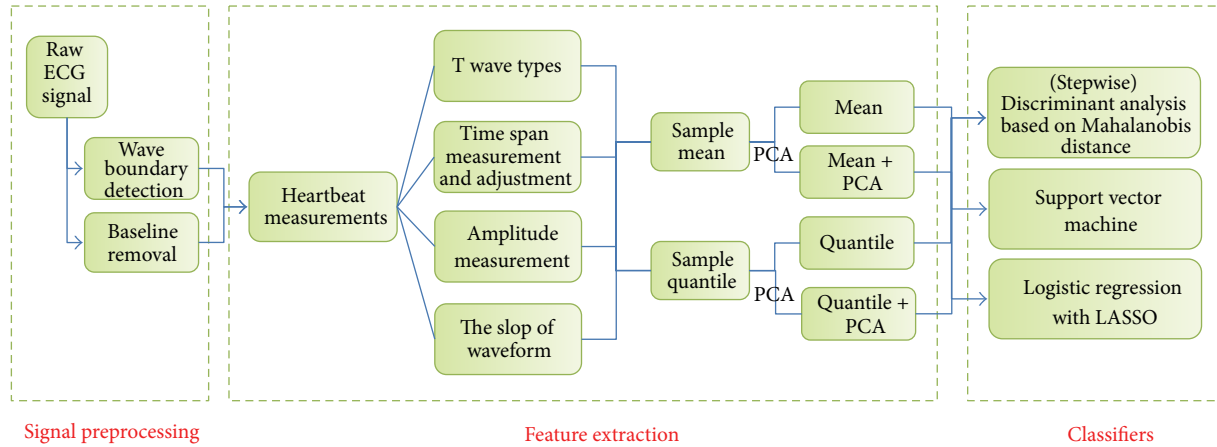 Raw
ECG
signal
Wave
boundary
detection
Baseline
removal
Heartbeat
measurements
T wave types
Time span
measurement
and adjustment
Amplitude
measurement
The slop of
waveform
Sample
mean
PCA
Sample
quantile
PCA
Mean
Mean +
PCA
Quantile
Quantile +
PCA
(Stepwise)
Discriminant analysis
based on Mahalanobis
distance
Support vector
machine
Logistic regression
with LASSO
Signal preprocessing
Feature extraction
Classifiers